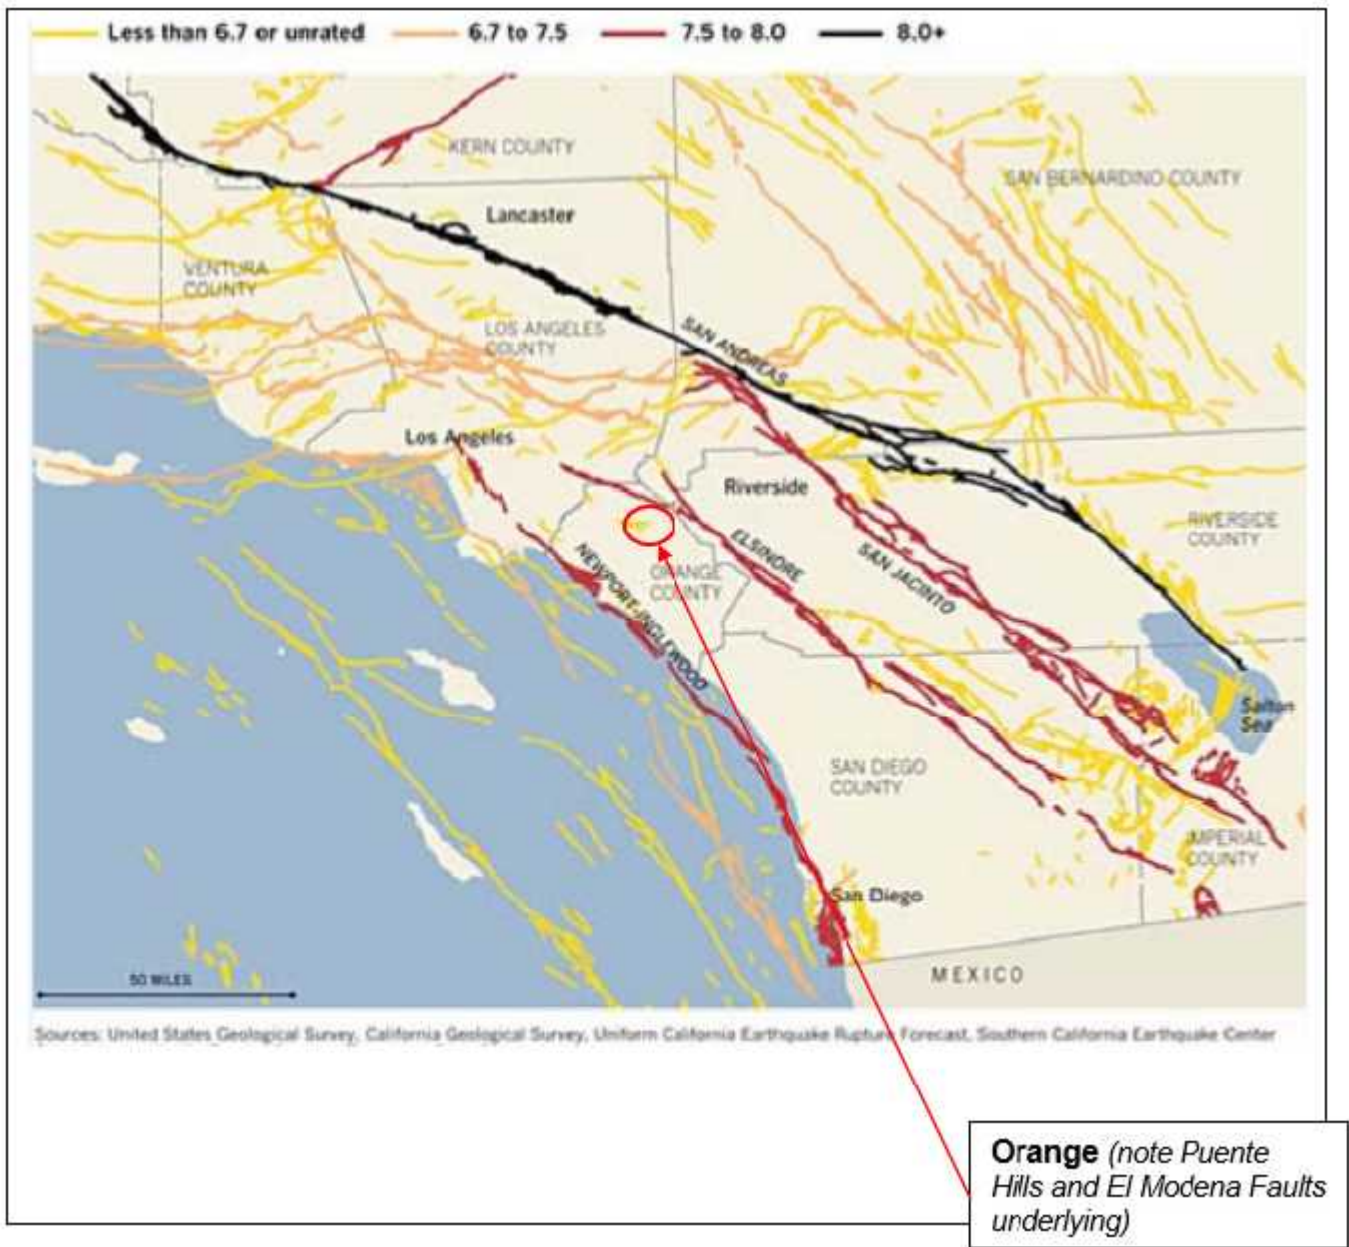 Less than 6.7 or unrated 6.7 to 7.5 7.5 to 8.0 8.0+
KERN COUNTY
SAN BERNARDINO COUNTY
Lancaster
VENTURA
COUNTY
LOS ANGELES
COUNTY
SAN ANDREAS
Los Angeles
Riverside
RIVERSIDE
COUNTY
ELSINORE
SAN JACINTO
NEWPORT-INGLEWOOD
ORANGE
COUNTY
Salton
Sea
SAN DIEGO
COUNTY
IMPERIAL
COUNTY
San Diego
MEXICO
50 MILES
Sources: United States Geological Survey, California Geological Survey, Uniform California Earthquake Rupture Forecast, Southern California Earthquake Center
Orange (note Puente
Hills and El Modena Faults
underlying)